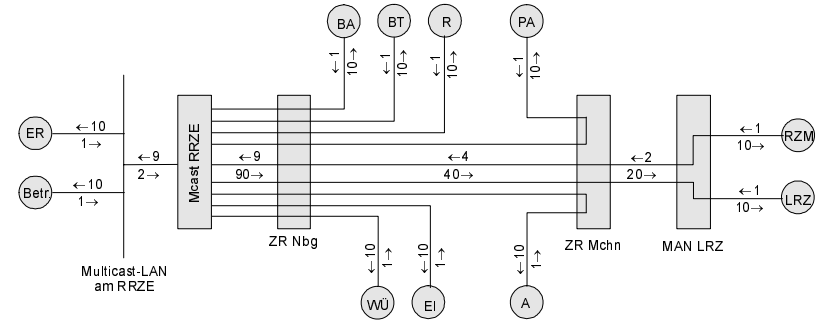 BA
BT
R
PA
←1
10→
←1
10→
←1
10→
←1
10→
ER
←10
1→
Mcast RRZE
←9
2→
←9
90→
←4
40→
←2
20→
←1
10→
RZM
Betr.
←10
1→
←1
10→
LRZ
ZR Nbg
ZR Mchn
MAN LRZ
Multicast-LAN
am RRZE
←10
1→
←10
1→
←10
1→
WÜ
EI
A